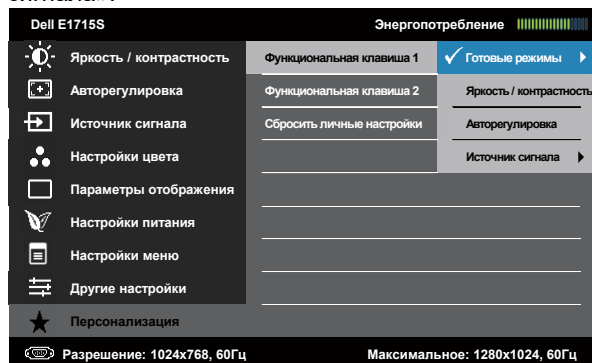 Dell E1715S Энергопотребление
Яркость / контрастность Функциональная клавиша 1 Готовые режимы
Авторегулировка Функциональная клавиша 2 Яркость / контрастность
Источник сигнала Сбросить личные настройки Авторегулировка
Настройки цвета Источник сигнала
Параметры отображения
Настройки питания
Настройки меню
Другие настройки
Персонализация
Разрешение: 1024x768, 60Гц Максимальное: 1280x1024, 60Гц